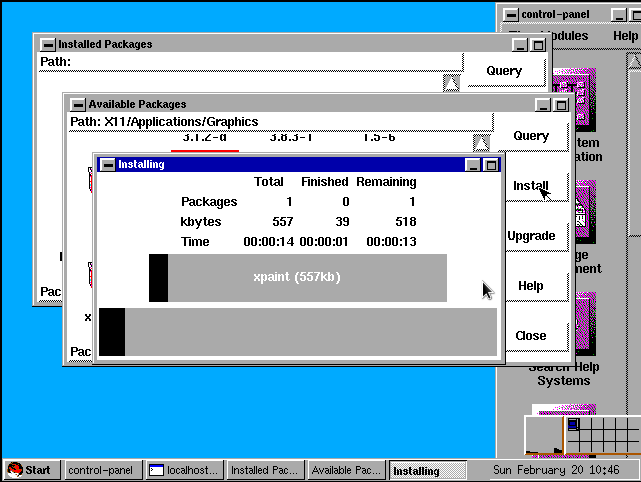 control-panel
Modules Help
Installed Packages
Path:
Query
Available Packages
Path: X11/Applications/Graphics
3.1.2-d 3.8.3-1 1.5-6
Query
Install
Upgrade
Help
Close
Installing
Total Finished Remaining
Packages 1 0 1
kbytes 557 39 518
Time 00:00:14 00:00:01 00:00:13
xpaint (557kb)
Pac
x
Pac
tem
ation
ge
ment
Search Help
Systems
Start control-panel localhost... Installed Pac... Available Pac... Installing Sun February 20 10:46